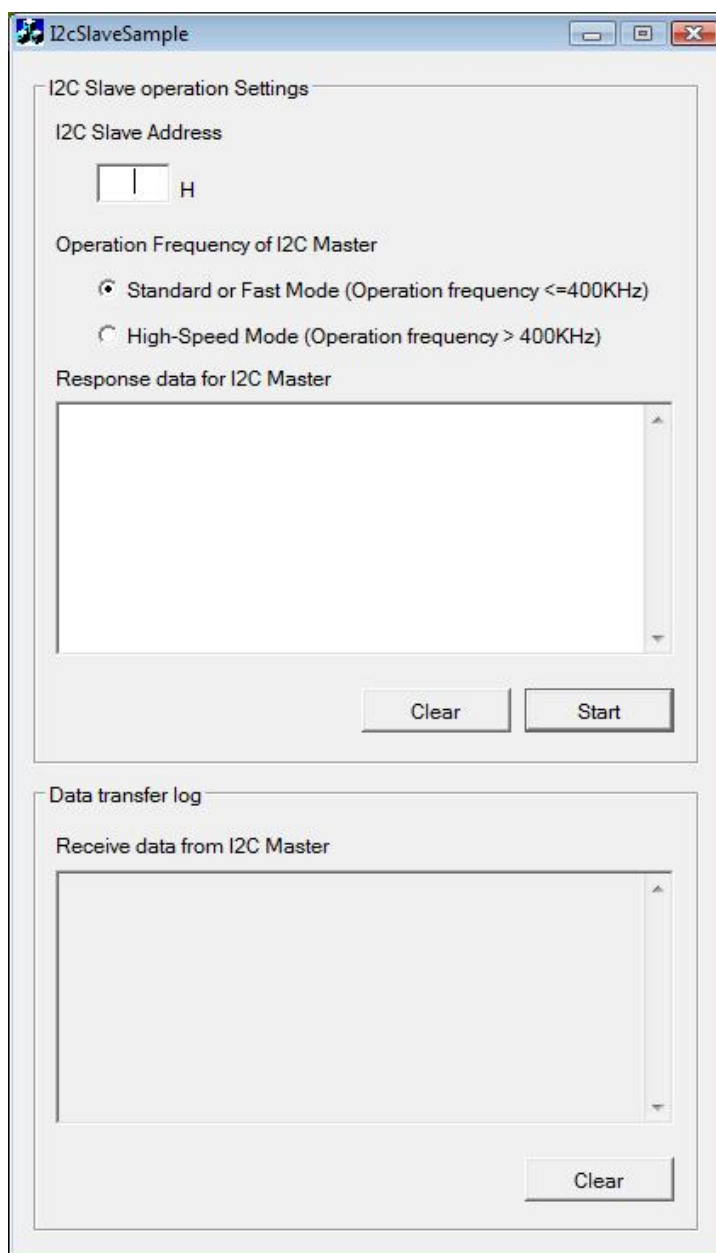 I2cSlaveSample
I2C Slave operation Settings
I2C Slave Address
H
Operation Frequency of I2C Master
Standard or Fast Mode (Operation frequency <=400KHz)
High-Speed Mode (Operation frequency > 400KHz)
Response data for I2C Master
Clear Start
Data transfer log
Receive data from I2C Master
Clear